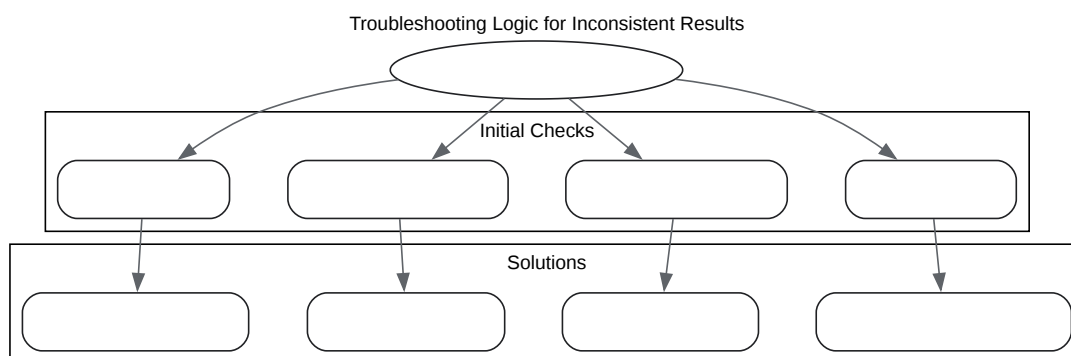 Troubleshooting Logic for Inconsistent Results
Initial Checks
Solutions